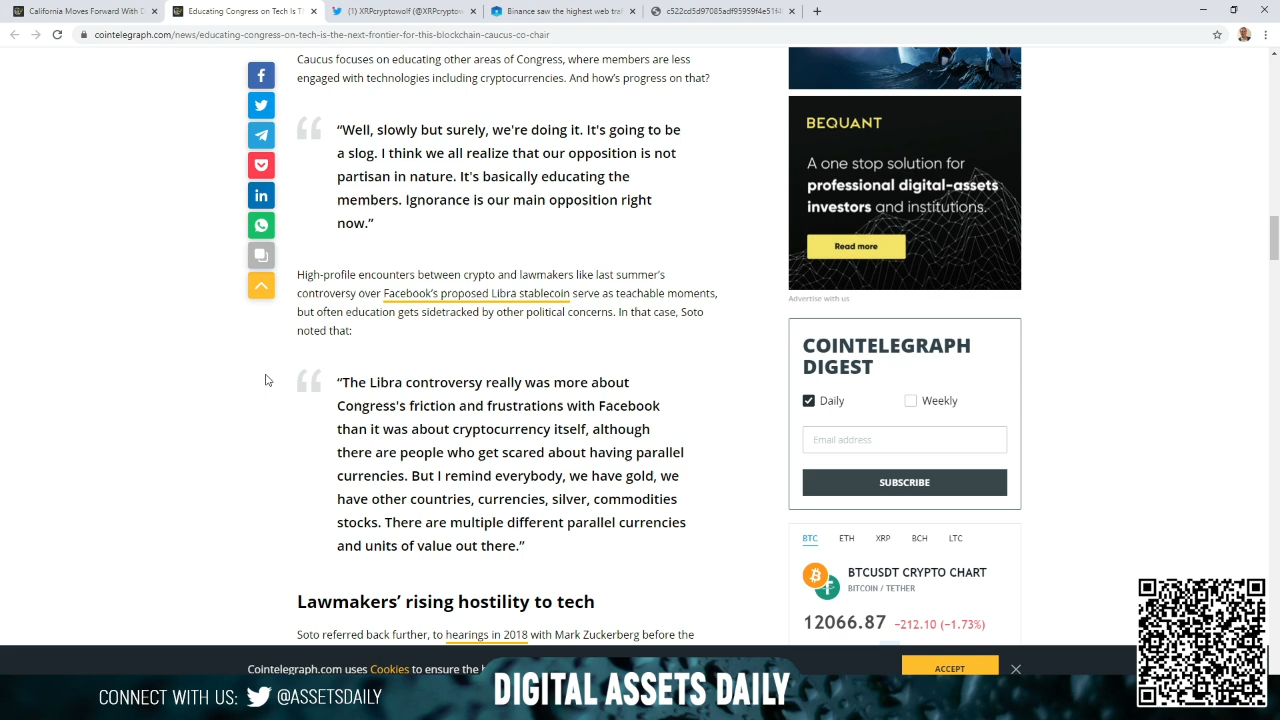 California Moves Forward With D
Educating Congress on Tech Is T
(1) XRPcryptowolf (@XRPcryptow
Binance saw the highest web tra
c522cd5d97085adf95959f4e51
cointelegraph.com/news/educating-congress-on-tech-is-the-next-frontier-for-this-blockchain-caucus-co-chair
Caucus focuses on educating other areas of Congress, where members are less
engaged with technologies including cryptocurrencies. And how's progress on that?
“Well, slowly but surely, we're doing it. It's going to be
a slog. I think we all realize that our opposition is not
partisan in nature. It's basically educating the
members. Ignorance is our main opposition right
now.”
High-profile encounters between crypto and lawmakers like last summer’s
controversy over Facebook’s proposed Libra stablecoin serve as teachable moments,
but often education gets sidetracked by other political concerns. In that case, Soto
noted that:
“The Libra controversy really was more about
Congress's friction and frustrations with Facebook
than it was about cryptocurrency itself, although
there are people who get scared about having parallel
currencies. But I remind everybody, we have gold, we
have other countries, currencies, silver, commodities
stocks. There are multiple different parallel currencies
and units of value out there.”
Lawmakers’ rising hostility to tech
Soto referred back further, to hearings in 2018 with Mark Zuckerberg before the
BEQUANT
A one stop solution for
professional digital-assets
investors and institutions.
Read more
Advertise with us
COINTELEGRAPH
DIGEST
Daily
Weekly
Email address
SUBSCRIBE
BTC ETH XRP BCH LTC
BTCUSDT CRYPTO CHART
BITCOIN / TETHER
12066.87 −212.10 (−1.73%)
Cointelegraph.com uses Cookies to ensure the b
ACCEPT
CONNECT WITH US: @ASSETSDAILY
DIGITAL ASSETS DAILY